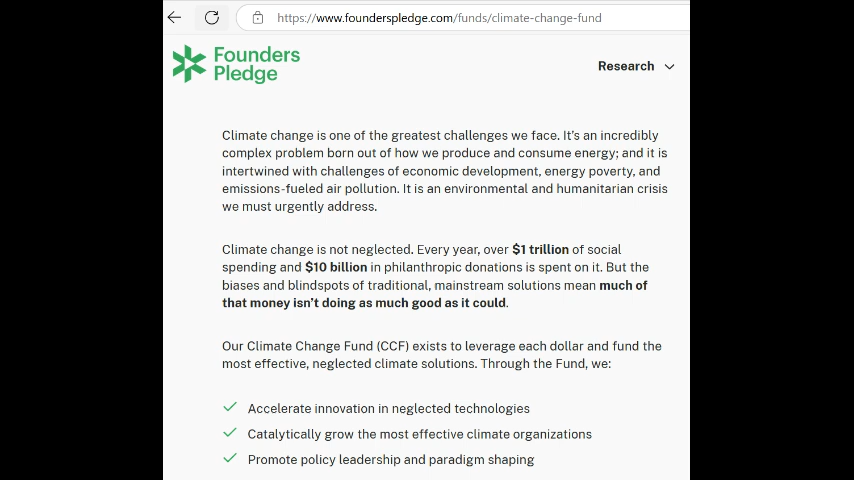 https://www.founderspledge.com/funds/climate-change-fund
Founders
Pledge
Research
Climate change is one of the greatest challenges we face. It's an incredibly
complex problem born out of how we produce and consume energy; and it is
intertwined with challenges of economic development, energy poverty, and
emissions-fueled air pollution. It is an environmental and humanitarian crisis
we must urgently address.
Climate change is not neglected. Every year, over $1 trillion of social
spending and $10 billion in philanthropic donations is spent on it. But the
biases and blindspots of traditional, mainstream solutions mean much of
that money isn't doing as much good as it could.
Our Climate Change Fund (CCF) exists to leverage each dollar and fund the
most effective, neglected climate solutions. Through the Fund, we:
Accelerate innovation in neglected technologies
Catalytically grow the most effective climate organizations
Promote policy leadership and paradigm shaping